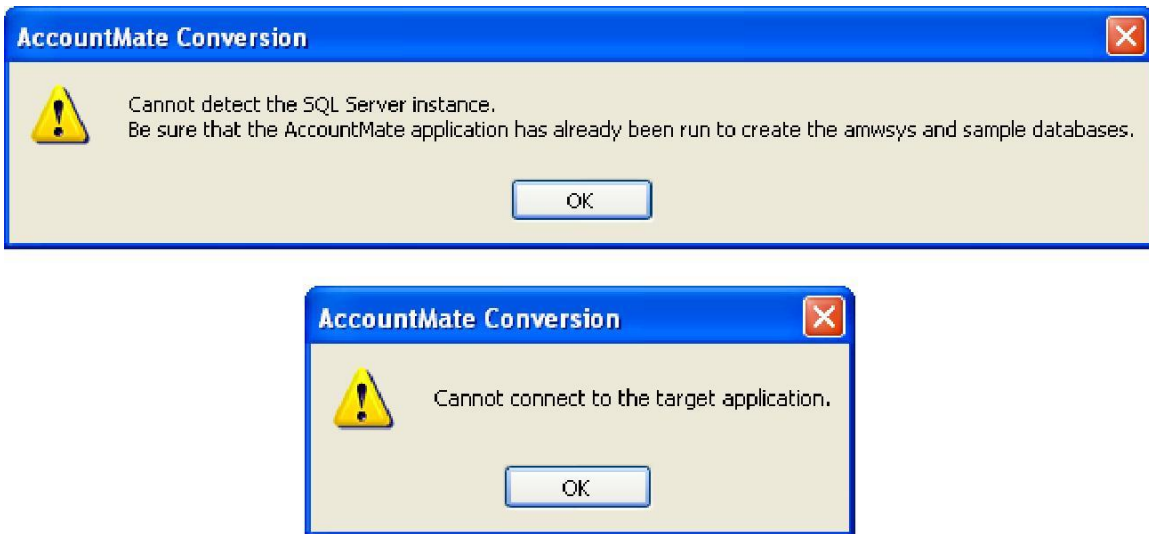 AccountMate Conversion
Cannot detect the SQL Server instance.
Be sure that the AccountMate application has already been run to create the amwsys and sample databases.
OK
AccountMate Conversion
Cannot connect to the target application.
OK